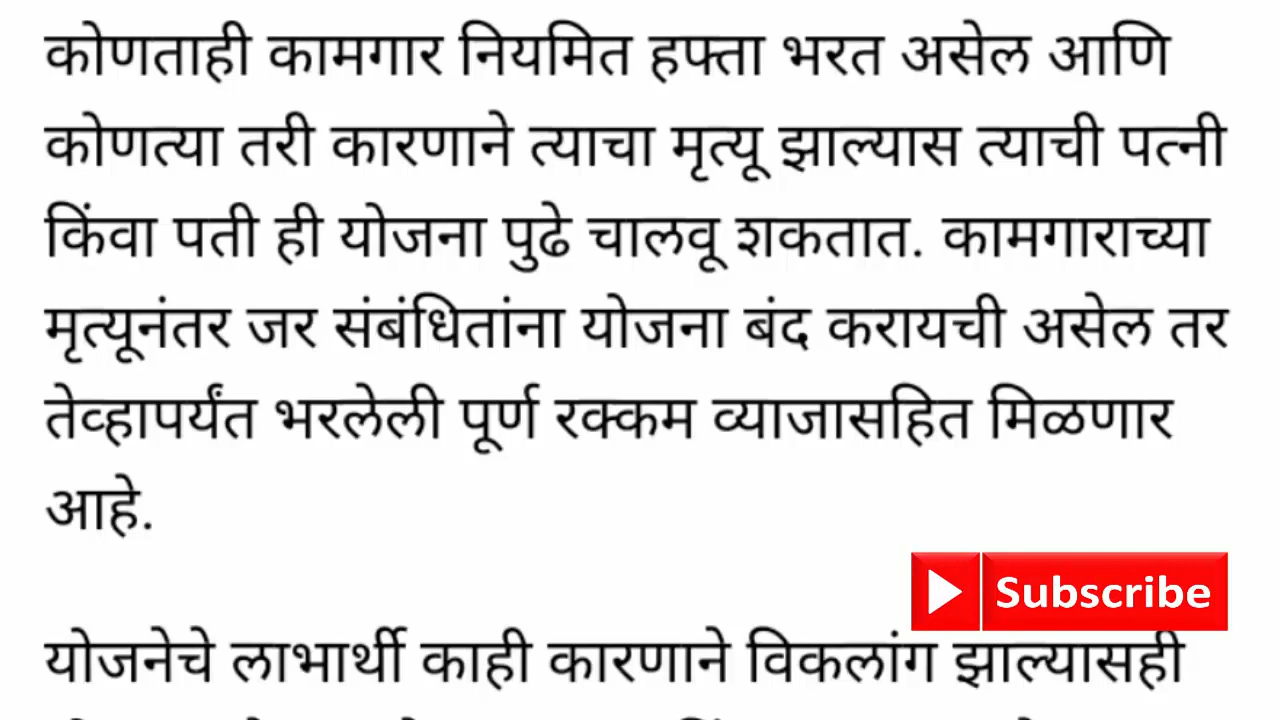 कोणताही कामगार नियमित हफ्ता भरत असेल आणि
कोणत्या तरी कारणाने त्याचा मृत्यू झाल्यास त्याची पत्नी
किंवा पती ही योजना पुढे चालवू शकतात. कामगाराच्या
मृत्यूनंतर जर संबंधितांना योजना बंद करायची असेल तर
तेव्हापर्यंत भरलेली पूर्ण रक्कम व्याजासहित मिळणार
आहे.
Subscribe
योजनेचे लाभार्थी काही कारणाने विकलांग झाल्यासही